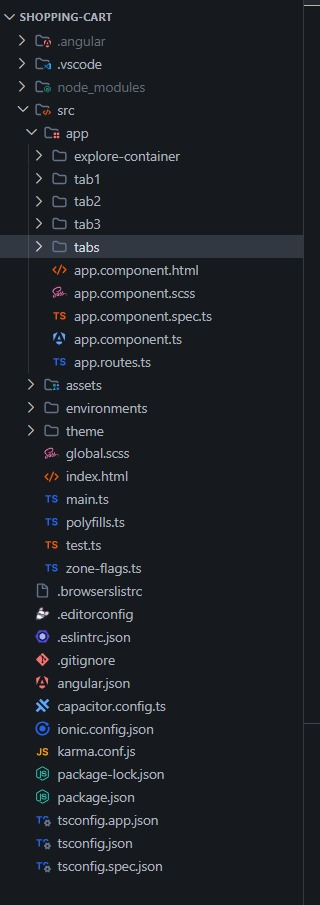 SHOPPING-CART
.angular
.vscode
node_modules
src
app
explore-container
tab1
tab2
tab3
tabs
app.component.html
app.component.scss
TS app.component.spec.ts
app.component.ts
TS app.routes.ts
assets
environments
theme
global.scss
index.html
TS main.ts
TS polyfills.ts
TS test.ts
TS zone-flags.ts
.browserslistrc
.editorconfig
.eslintrc.json
.gitignore
angular.json
capacitor.config.ts
ionic.config.json
JS karma.conf.js
package-lock.json
package.json
TS tsconfig.app.json
TS tsconfig.json
TS tsconfig.spec.json